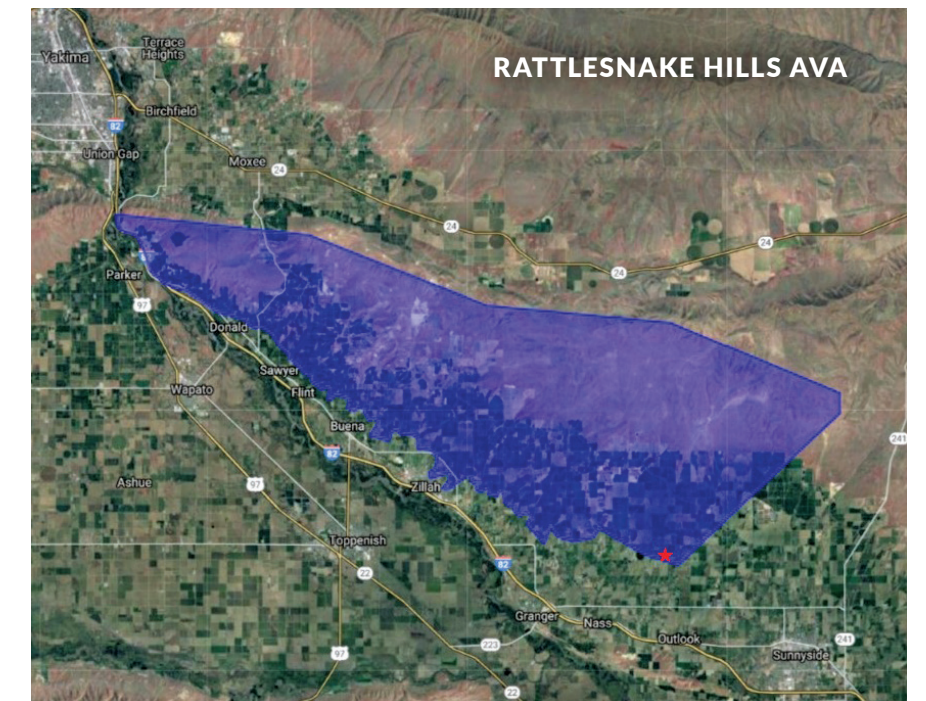 RATTLESNAKE HILLS AVA
Yakima
Terrace
Heights
Birchfield
82
Union Gap
Moxee
24
24
24
24
Parker
97
Donald
Sawyer
Wapato
Flint
Buena
82
241
Ashue
97
Zillah
Toppenish
82
22
Granger
Nass
Outlook
223
97
241
Sunnyside
22